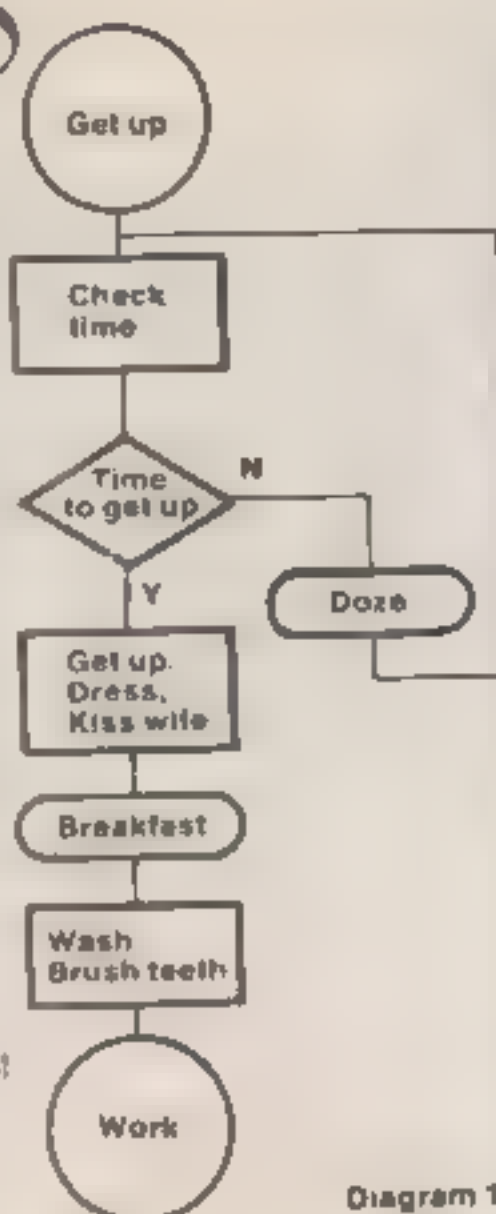 Get up
Check
time
Time
to get up
N
Y
Doze
Get up.
Dress,
Kiss wife
Breakfast
Wash
Brush teeth
Work
Diagram 1